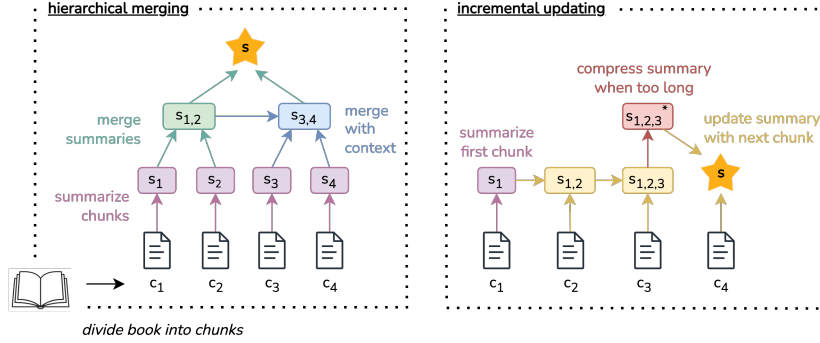 hierarchical merging
s
merge
summaries
s1,2
s3,4
merge
with
context
summarize
chunks
s1
s2
s3
s4
c1
c2
c3
c4
divide book into chunks
incremental updating
compress summary
when too long
s1,2,3*
update summary
with next chunk
summarize
first chunk
s1
s1,2
s1,2,3
s
c1
c2
c3
c4